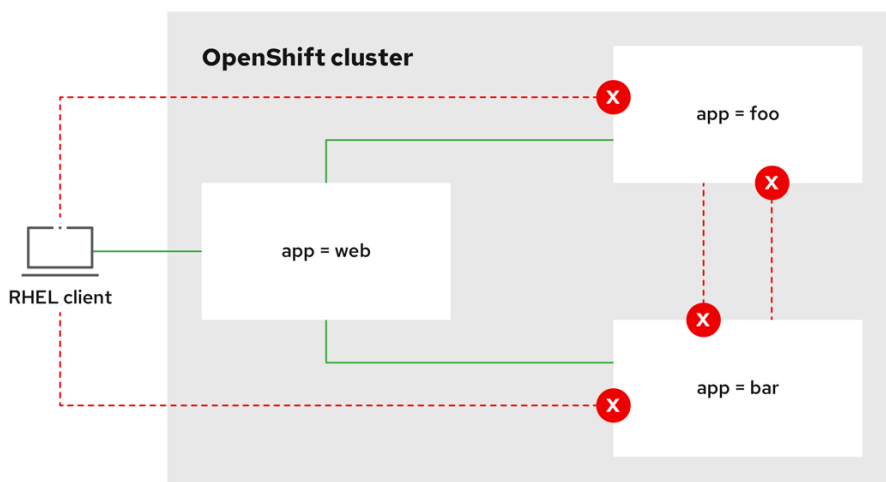 OpenShift cluster
X
app = foo
X
app = web
RHEL client
X
app = bar
X